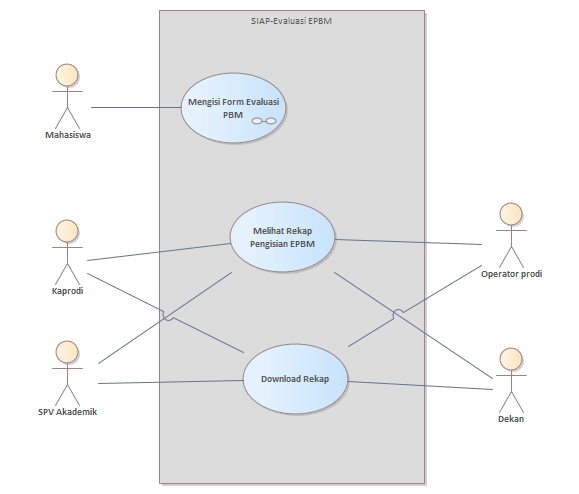 SIAP-Evaluasi EPBM
Mengisi Form Evaluasi
PBM
Mahasiswa
Melihat Rekap
Pengisian EPBM
Kaprodi
Operator prodi
Download Rekap
SPV Akademik
Dekan